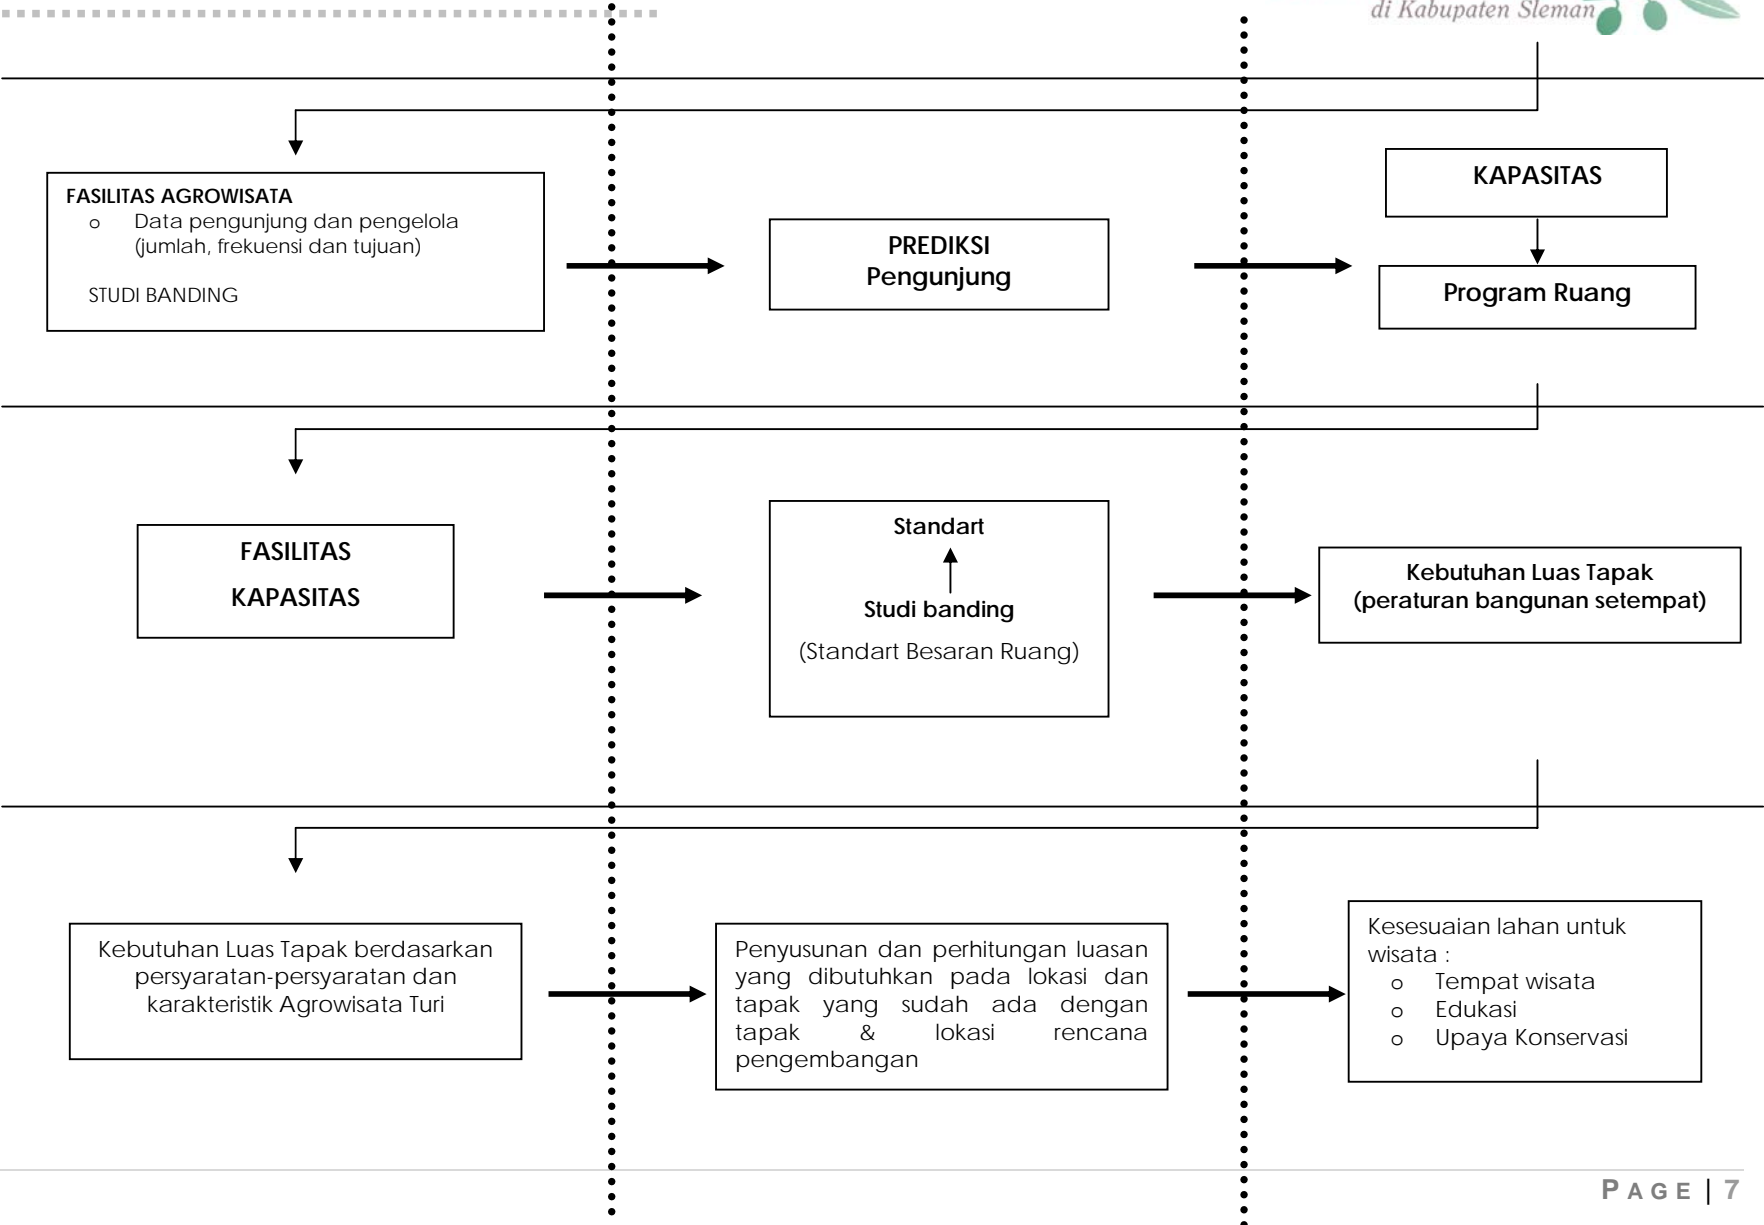 di Kabupaten Sleman
FASILITAS AGROWISATA
o Data pengunjung dan pengelola
(jumlah, frekuensi dan tujuan)
STUDI BANDING
PREDIKSI
Pengunjung
KAPASITAS
Program Ruang
FASILITAS
KAPASITAS
Standart
Studi banding
(Standart Besaran Ruang)
Kebutuhan Luas Tapak
(peraturan bangunan setempat)
Kebutuhan Luas Tapak berdasarkan
persyaratan-persyaratan dan
karakteristik Agrowisata Turi
Penyusunan dan perhitungan luasan
yang dibutuhkan pada lokasi dan
tapak yang sudah ada dengan
tapak & lokasi rencana
pengembangan
Kesesuaian lahan untuk
wisata :
o Tempat wisata
o Edukasi
o Upaya Konservasi
PAGE | 7